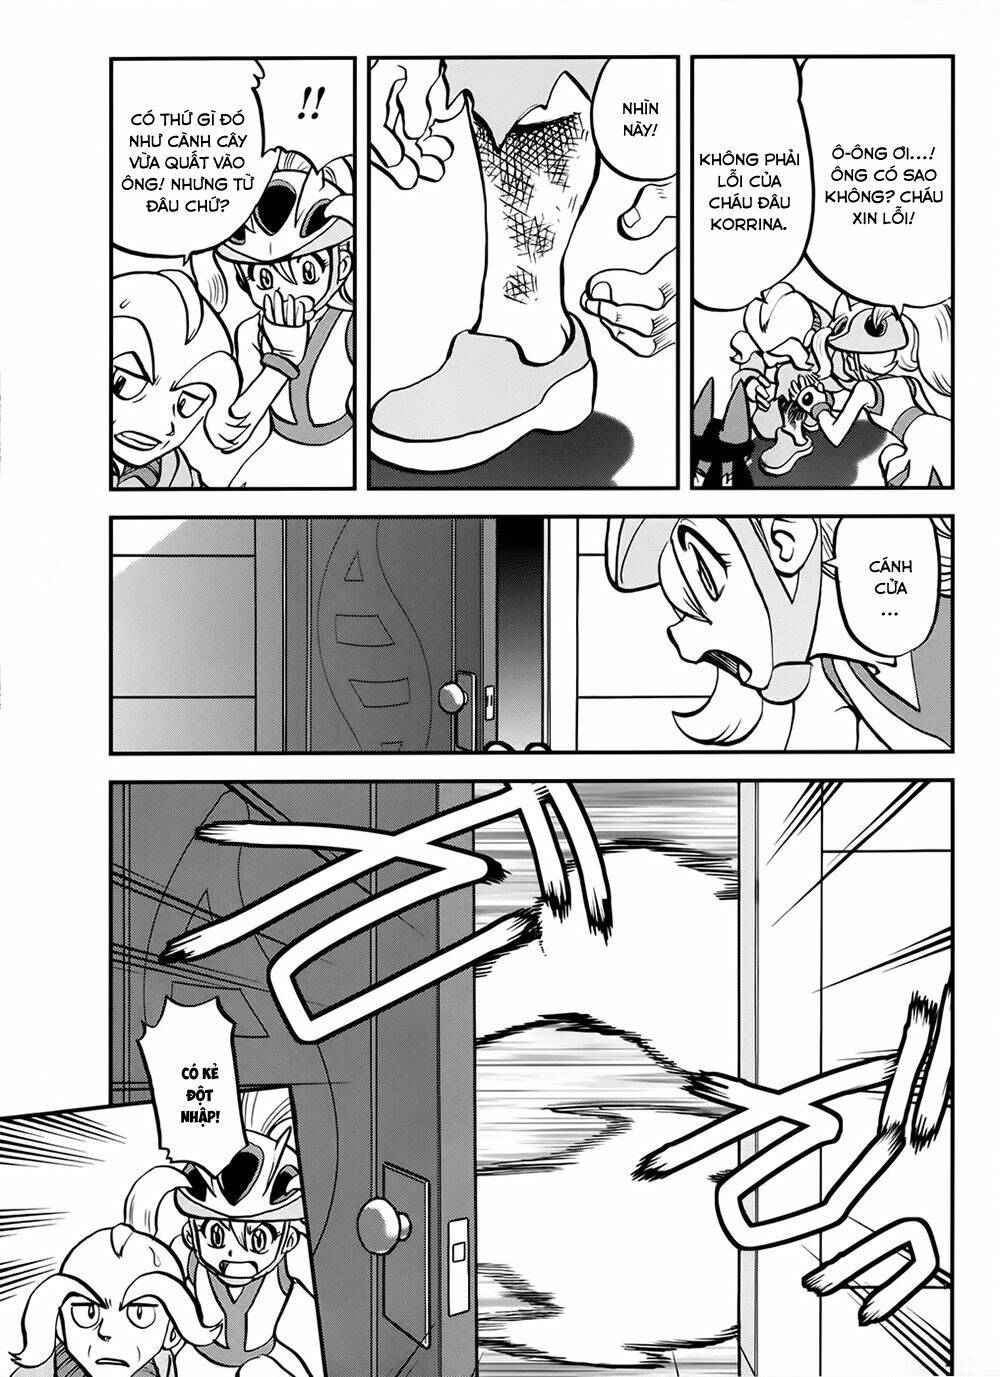 Ô-ÔNG ƠI...!
ÔNG CÓ SAO
KHÔNG? CHÁU
XIN LỖI!
KHÔNG PHẢI
LỖI CỦA
CHÁU ĐÂU
KORRINA.
NHÌN
NÀY!
!!
CÓ THỨ GÌ ĐÓ
NHƯ CÀNH CÂY
VỪA QUẤT VÀO
ÔNG! NHƯNG TỪ
ĐÂU CHỨ?
CÁNH
CỬA
...
CÓ KẺ
ĐỘT
NHẬP!